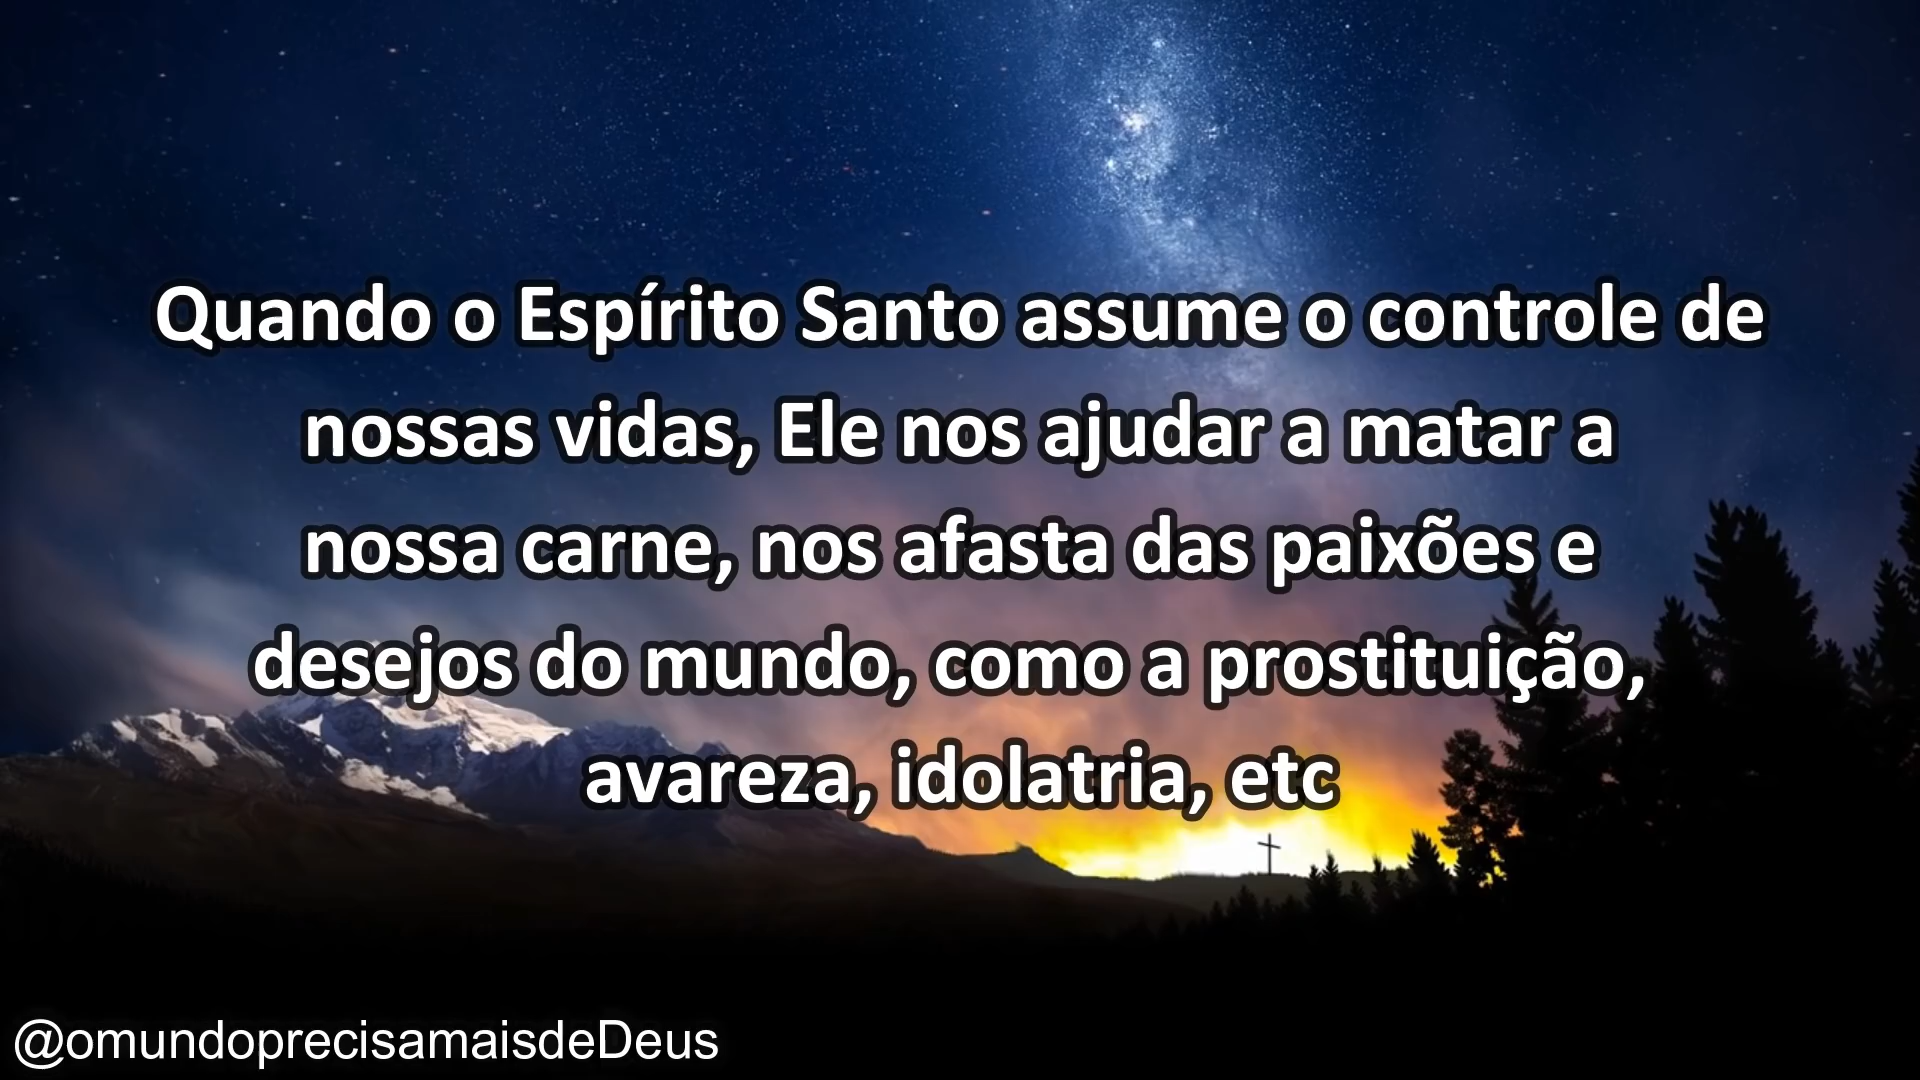 Quando o Espírito Santo assume o controle de
nossas vidas, Ele nos ajudar a matar a
nossa carne, nos afasta das paixões e
desejos do mundo, como a prostituição,
avareza, idolatria, etc
@omundoprecisamaisdeDeus